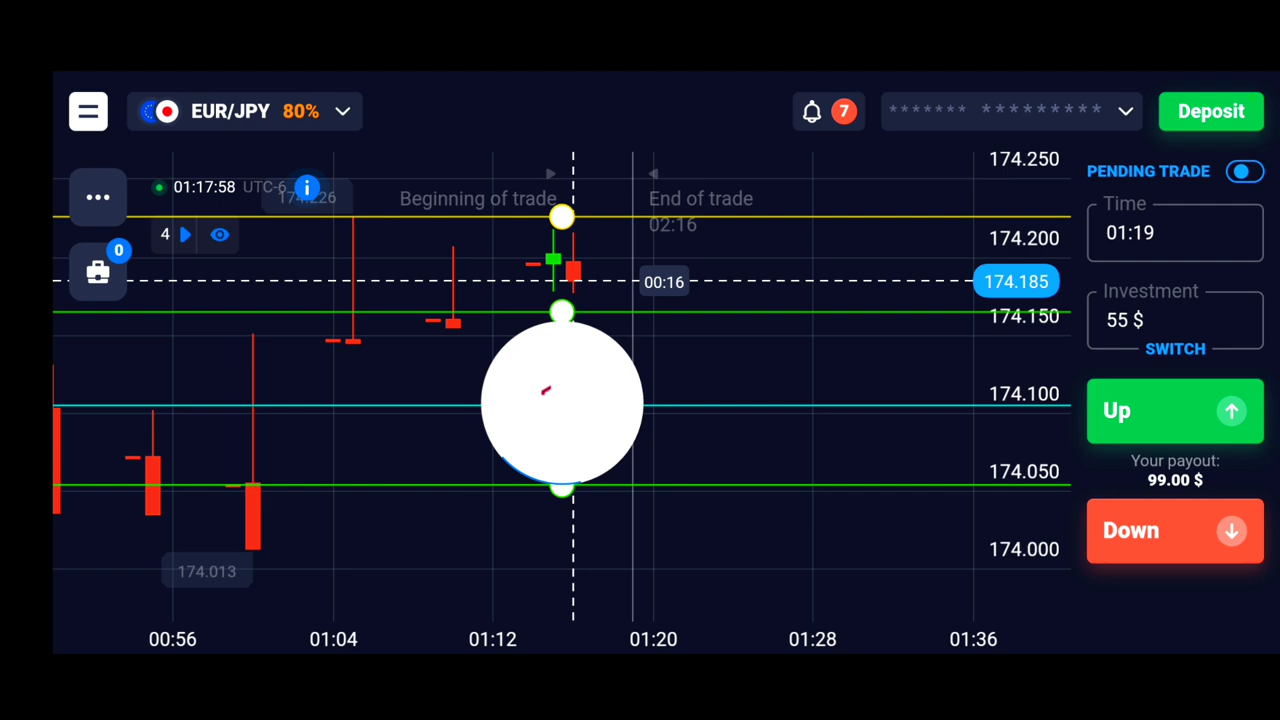 EUR/JPY 80%
7
******* *********
Deposit
01:17:58 UTC-6
i
174.226
Beginning of trade
End of trade
02:16
4
0
00:16
174.250
174.200
174.185
174.150
174.100
174.050
174.000
174.013
00:56
01:04
01:12
01:20
01:28
01:36
PENDING TRADE
Time
01:19
Investment
55 $
SWITCH
Up
Your payout:
99.00 $
Down